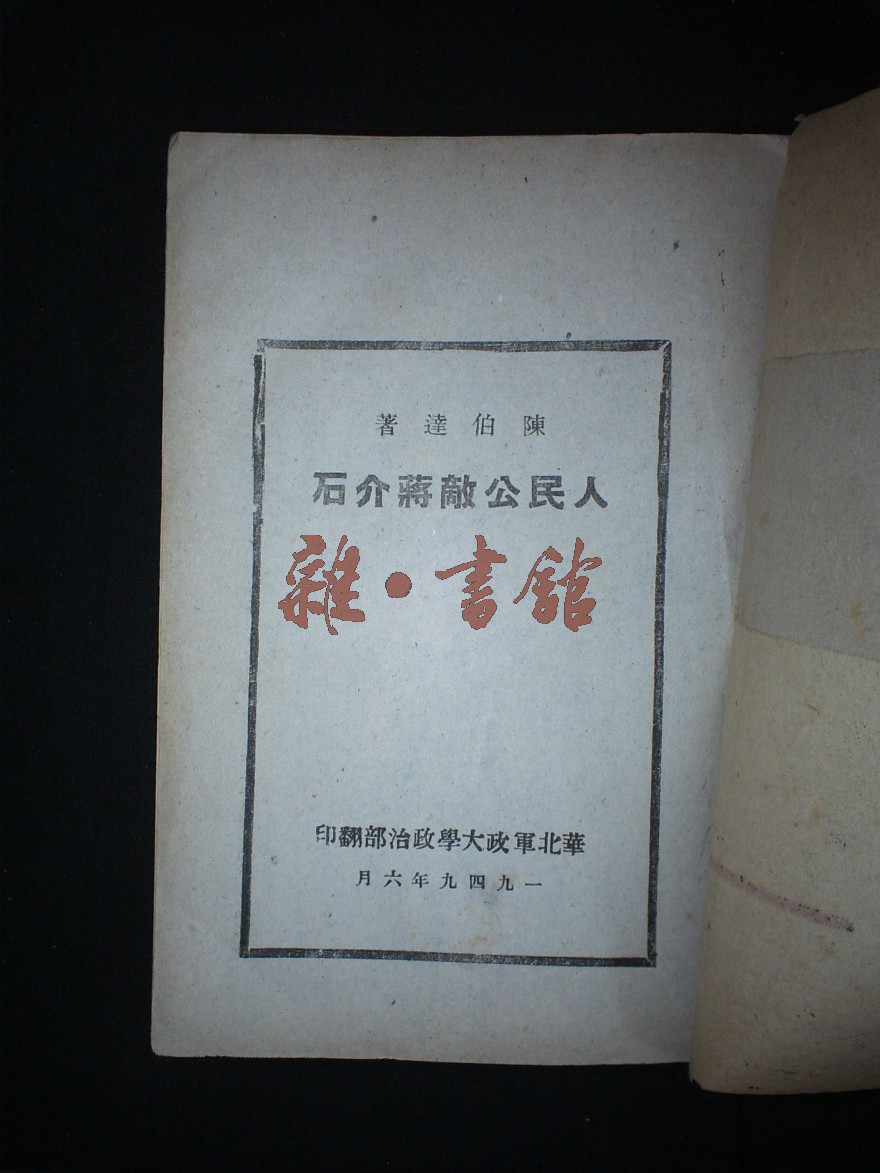 陳伯達著
人民公敵蔣介石
雜·書館
華北軍政大學政治部翻印
一九四九年六月